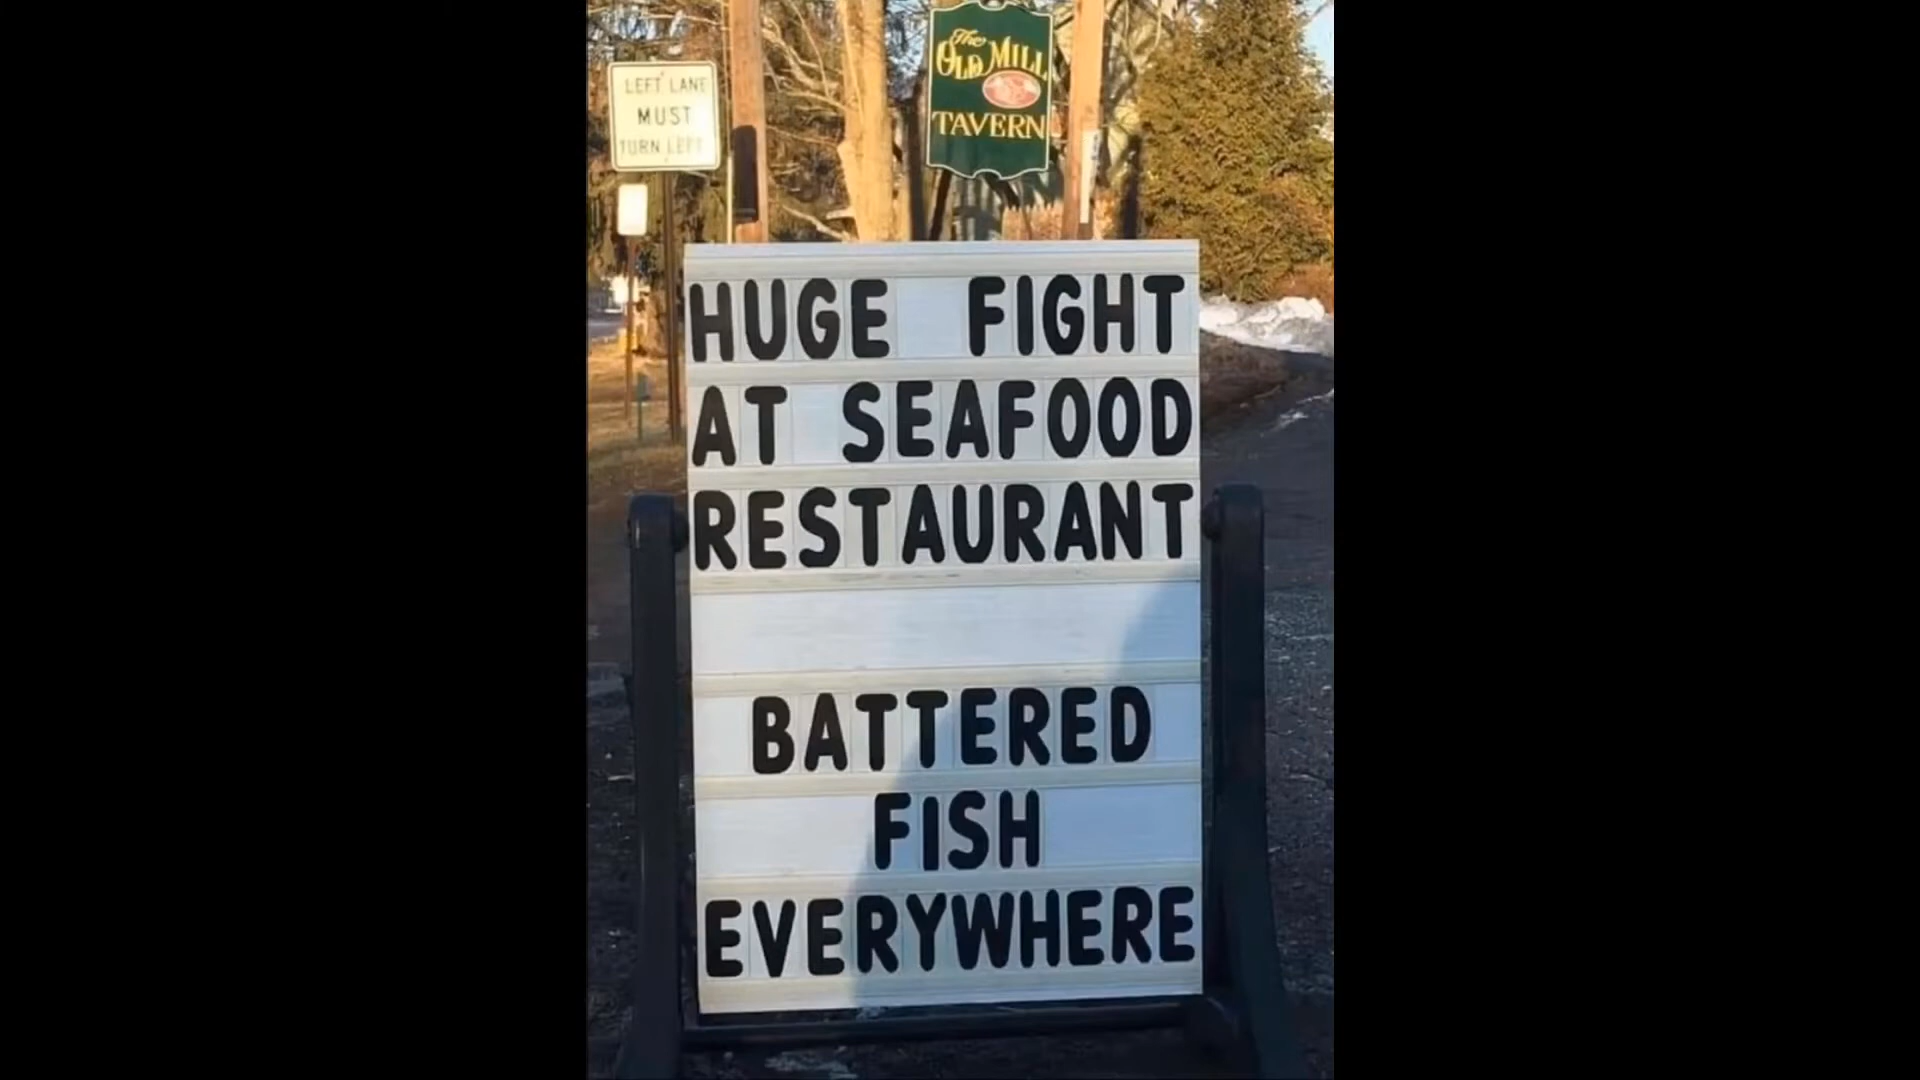 The
OLD MILL
TAVERN
LEFT LANE
MUST
TURN LEFT
HUGE FIGHT
AT SEAFOOD
RESTAURANT
BATTERED
FISH
EVERYWHERE